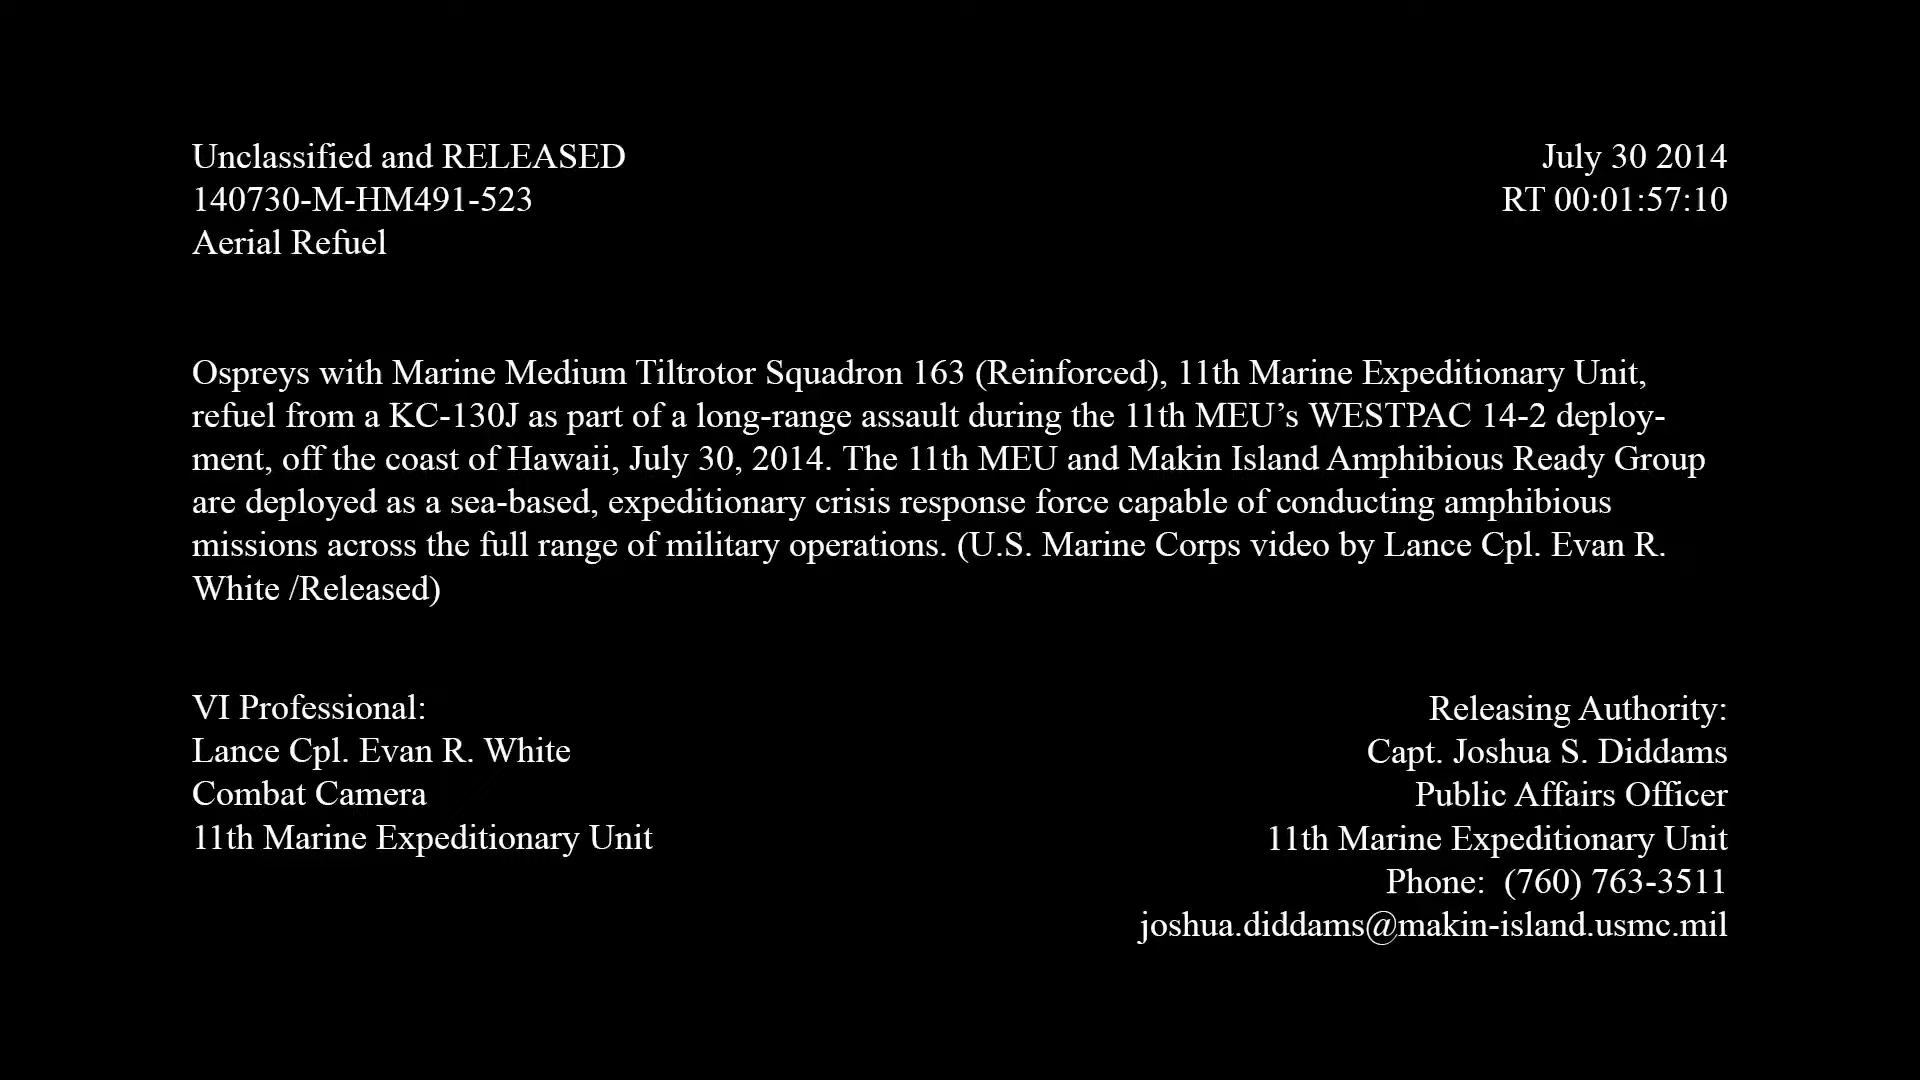 Unclassified and RELEASED
140730-M-HM491-523
Aerial Refuel
July 30 2014
RT 00:01:57:10
Ospreys with Marine Medium Tiltrotor Squadron 163 (Reinforced), 11th Marine Expeditionary Unit,
refuel from a KC-130J as part of a long-range assault during the 11th MEU’s WESTPAC 14-2 deploy-
ment, off the coast of Hawaii, July 30, 2014. The 11th MEU and Makin Island Amphibious Ready Group
are deployed as a sea-based, expeditionary crisis response force capable of conducting amphibious
missions across the full range of military operations. (U.S. Marine Corps video by Lance Cpl. Evan R.
White /Released)
VI Professional:
Lance Cpl. Evan R. White
Combat Camera
11th Marine Expeditionary Unit
Releasing Authority:
Capt. Joshua S. Diddams
Public Affairs Officer
11th Marine Expeditionary Unit
Phone:  (760) 763-3511
joshua.diddams@makin-island.usmc.mil